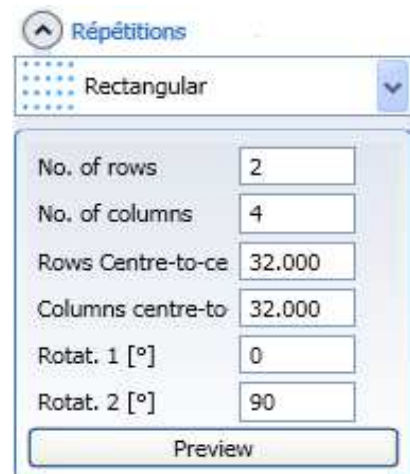 Répétitions
Rectangular
No. of rows 2
No. of columns 4
Rows Centre-to-ce 32.000
Columns centre-to 32.000
Rotat. 1 [°] 0
Rotat. 2 [°] 90
Preview